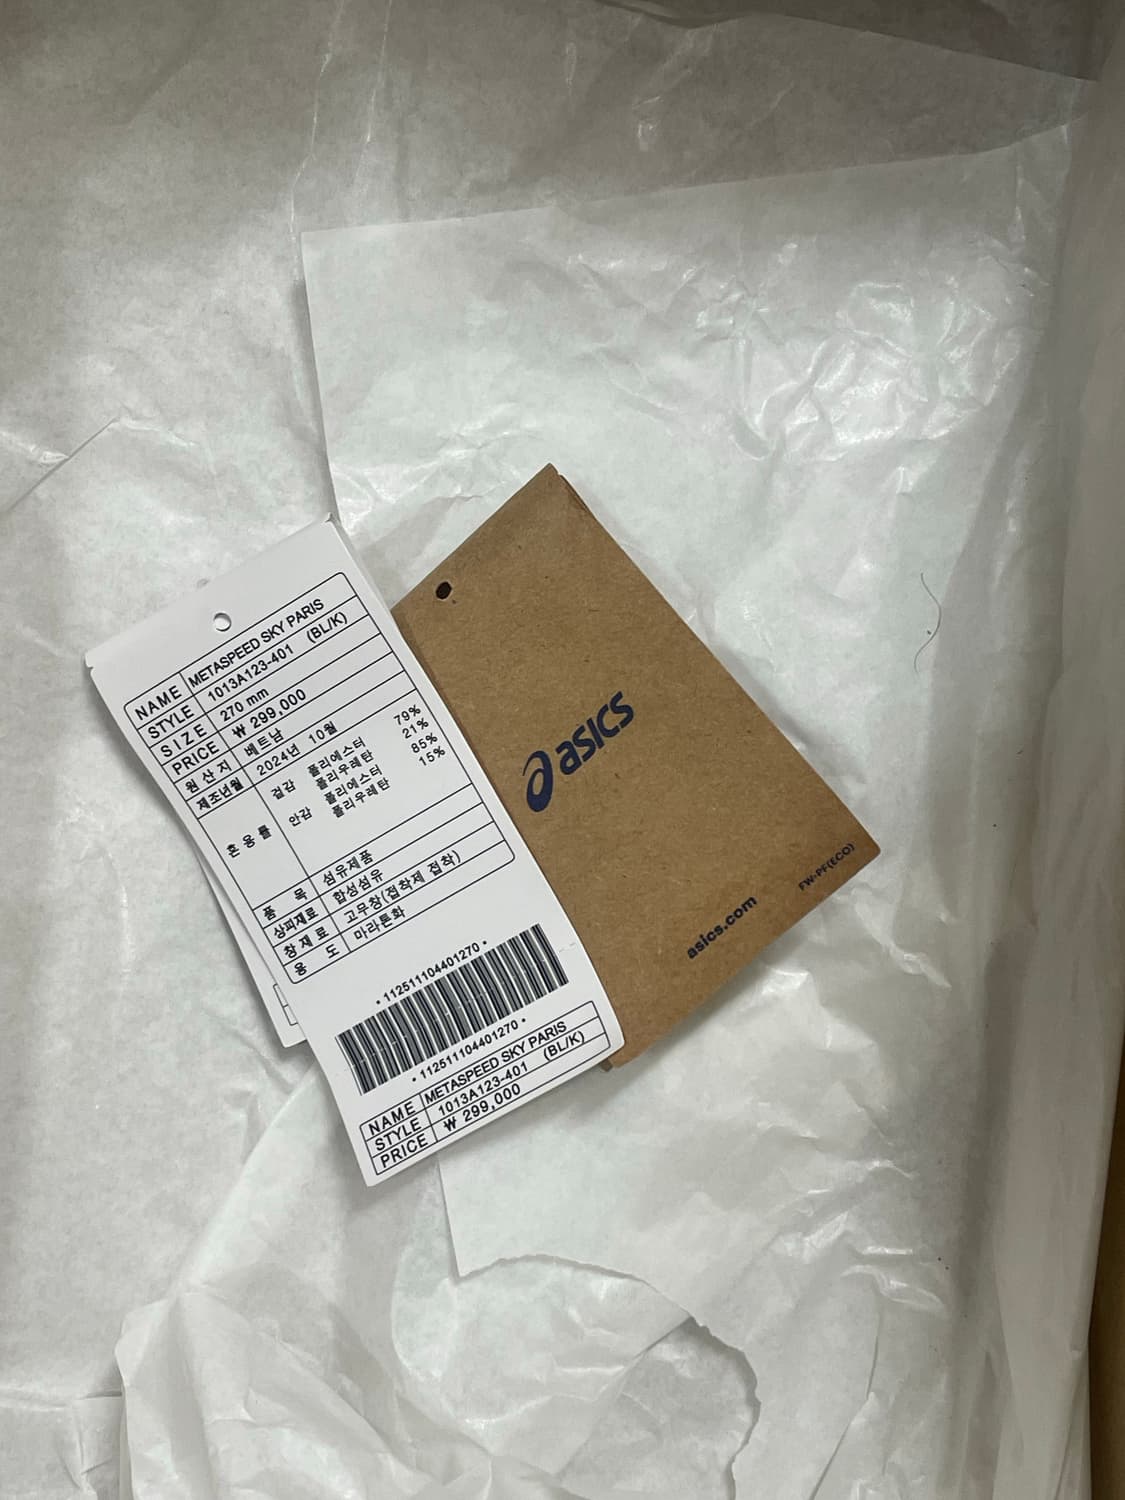 NAME METASPEED SKY PARIS
STYLE 1013A123-401 (BL/K)
SIZE 270 mm
PRICE ₩ 299,000
원산지 베트남
제조년월 2024년 10월
혼용률 겉감 폴리에스터 79%
폴리우레탄 21%
안감 폴리에스터 85%
폴리우레탄 15%
품목 섬유제품
상피재료 합성섬유
창재료 고무창(접착제 접착)
용도 마라톤화
•112511104401270•
•112511104401270•
NAME METASPEED SKY PARIS
STYLE 1013A123-401 (BL/K)
PRICE ₩ 299,000
asics
asics.com
FW-PF(ECO)